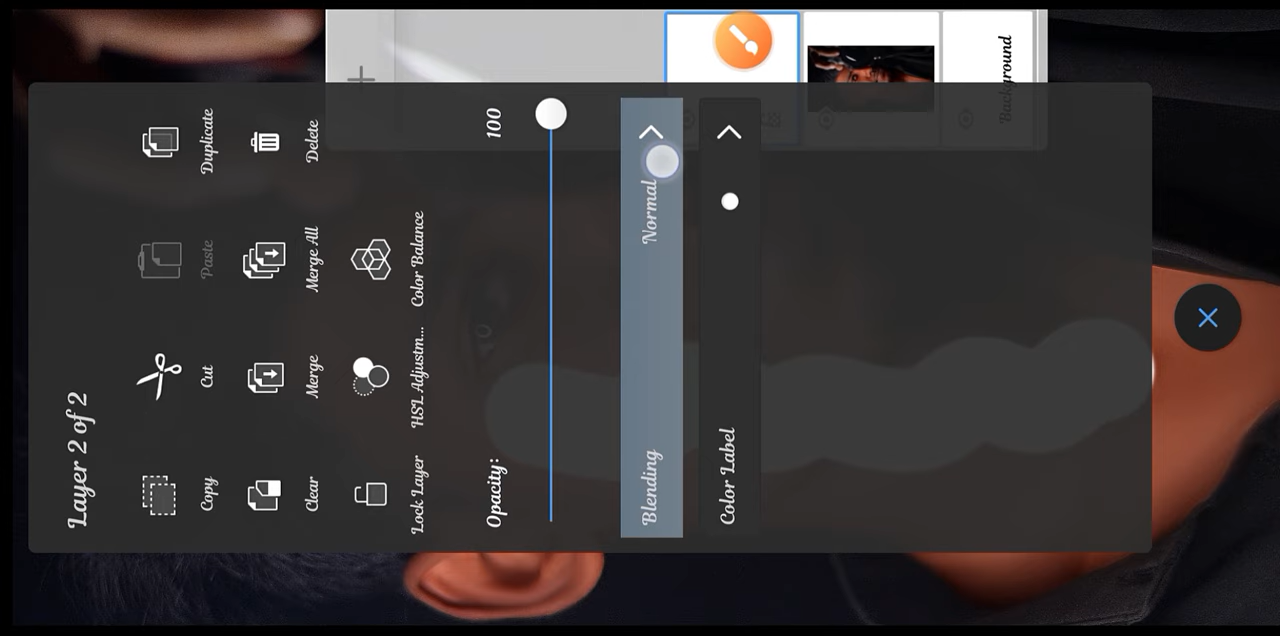 Layer 2 of 2
Copy
Cut
Paste
Duplicate
Clear
Merge
Merge All
Delete
Lock Layer
HSL Adjustm...
Color Balance
Opacity:
100
Blending
Normal
Color Label
Background